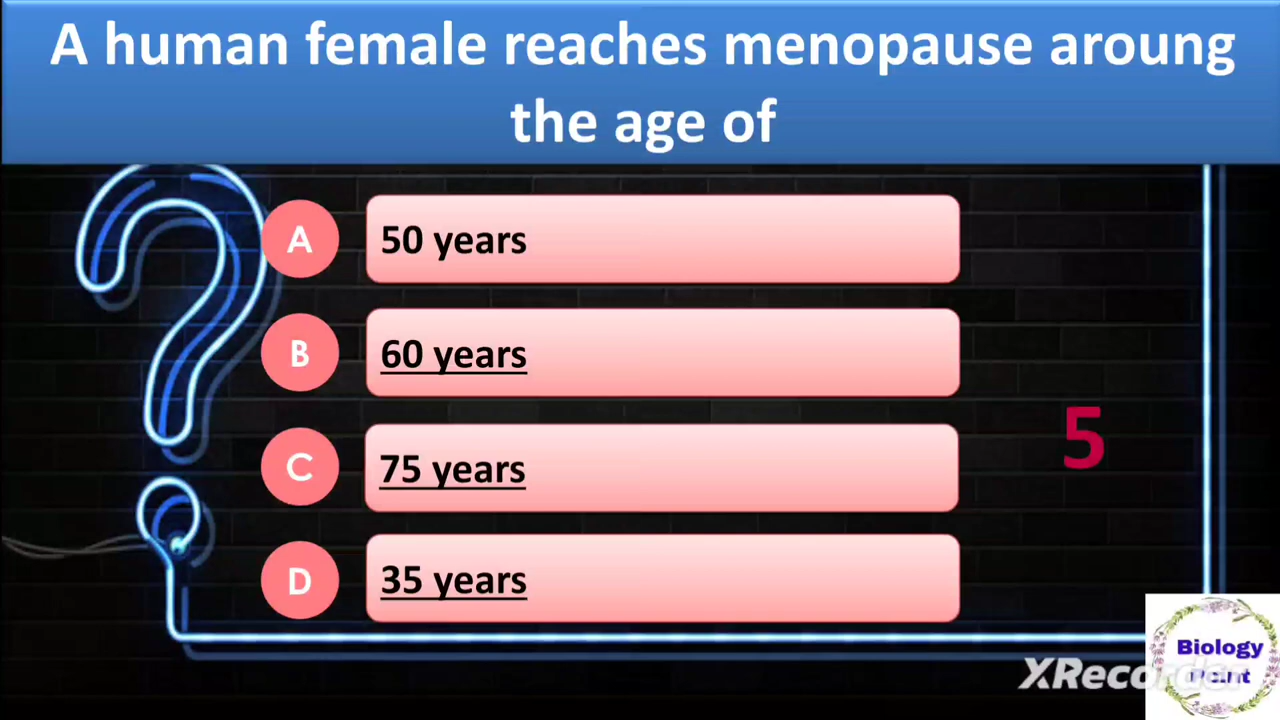 A human female reaches menopause aroung
the age of
A
50 years
B
60 years
C
75 years
5
D
35 years
Biology
Point
XRecorder